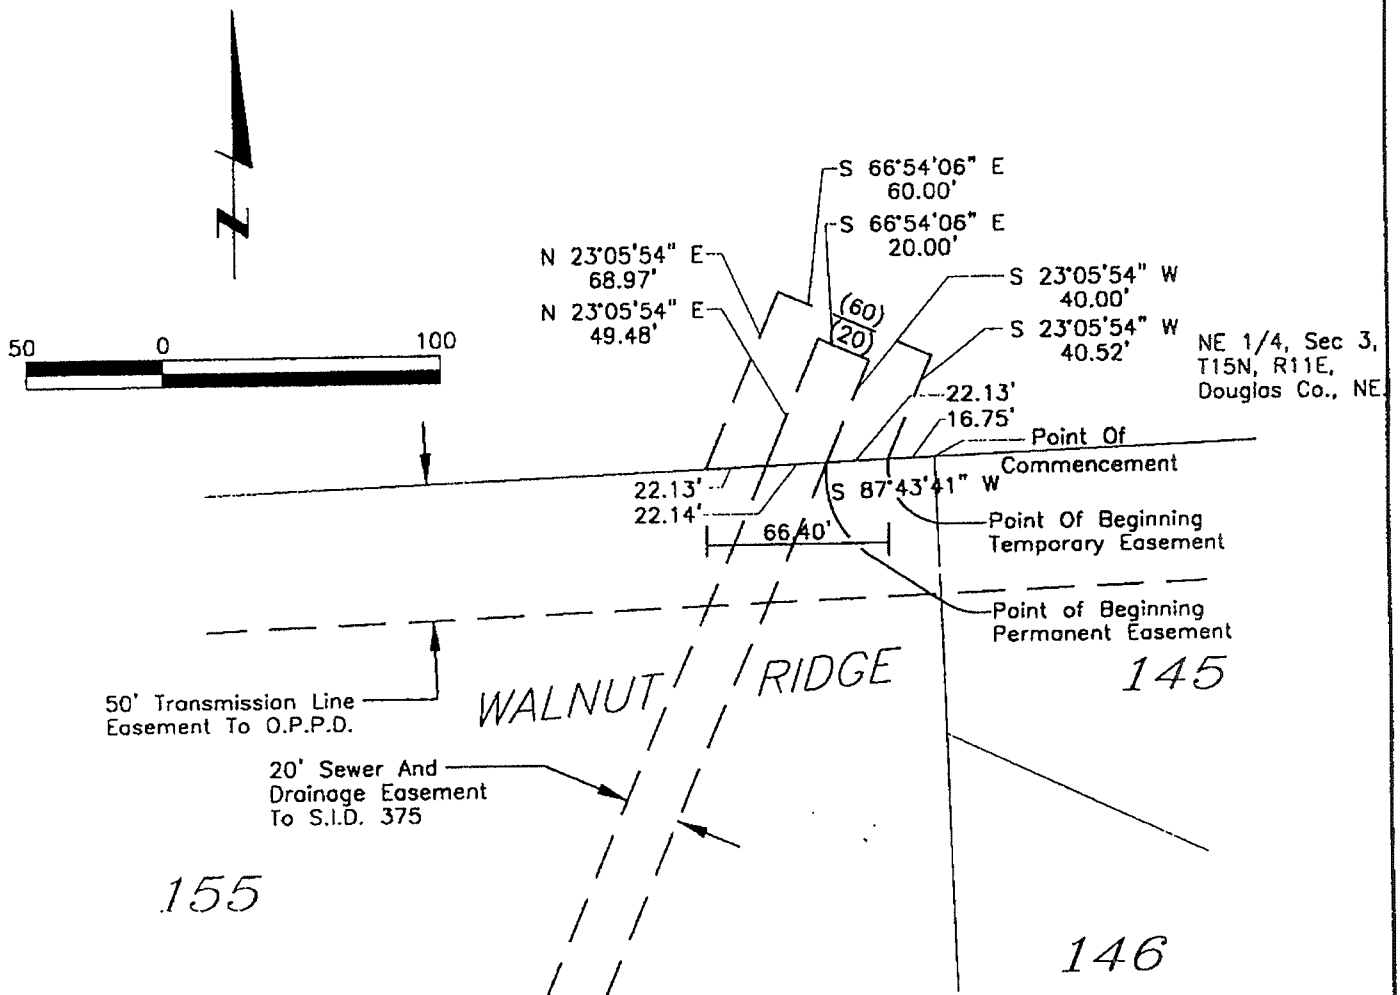 S 66°54'06" E
60.00'
S 66°54'06" E
20.00'
N 23°05'54" E
68.97'
N 23°05'54" E
49.48'
(60)
(20)
S 23°05'54" W
40.00'
S 23°05'54" W
40.52'
NE 1/4, Sec 3,
T15N, R11E,
Douglas Co., NE.
N
50 0 100
22.13'
16.75'
Point Of
Commencement
22.13'
22.14'
S 87°43'41" W
66.40'
Point Of Beginning
Temporary Easement
Point of Beginning
Permanent Easement
50' Transmission Line
Easement To O.P.P.D.
WALNUT RIDGE
145
20' Sewer And
Drainage Easement
To S.I.D. 375
155
146